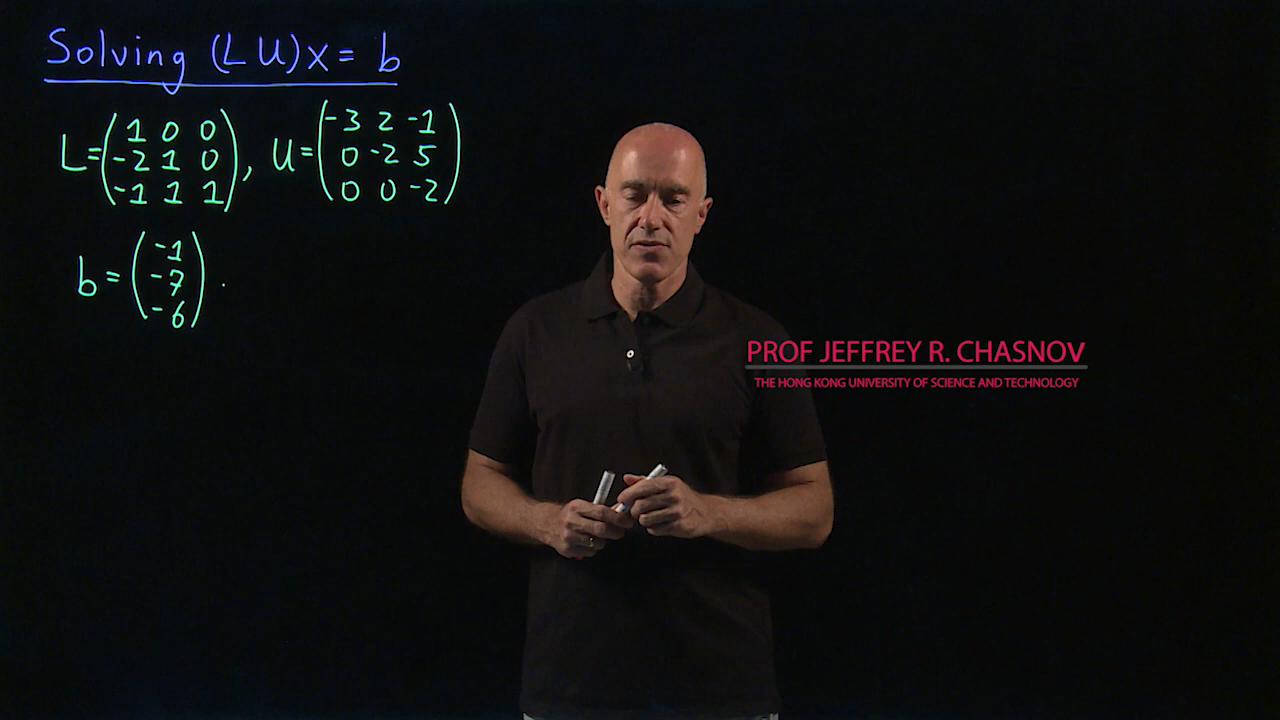 Solving (LU)x = b
L = (1 0 0
-2 1 0
-1 1 1), U = (-3 2 -1
0 -2 5
0 0 -2)
b = (-1
-7
-6).
PROF JEFFREY R. CHASNOV
THE HONG KONG UNIVERSITY OF SCIENCE AND TECHNOLOGY